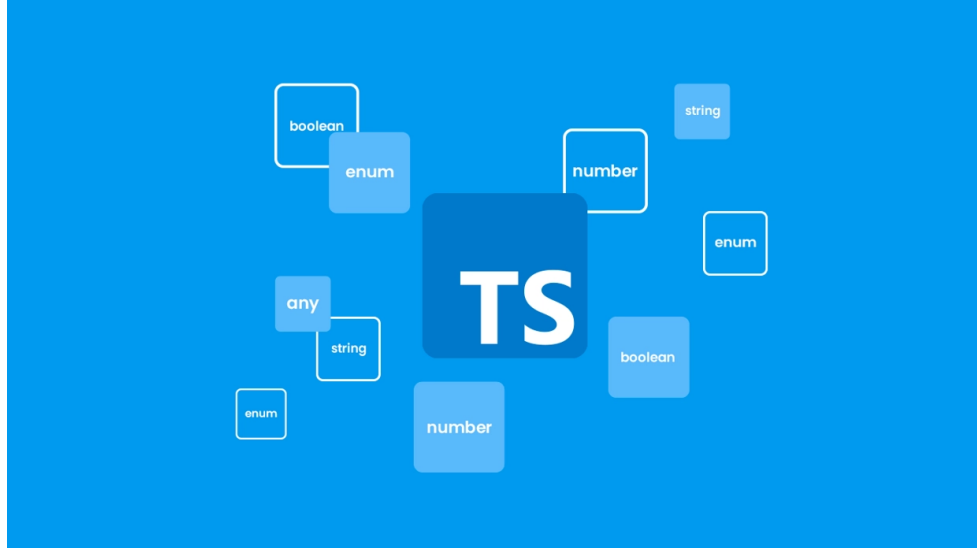 boolean
string
enum
number
enum
TS
any
string
boolean
enum
number